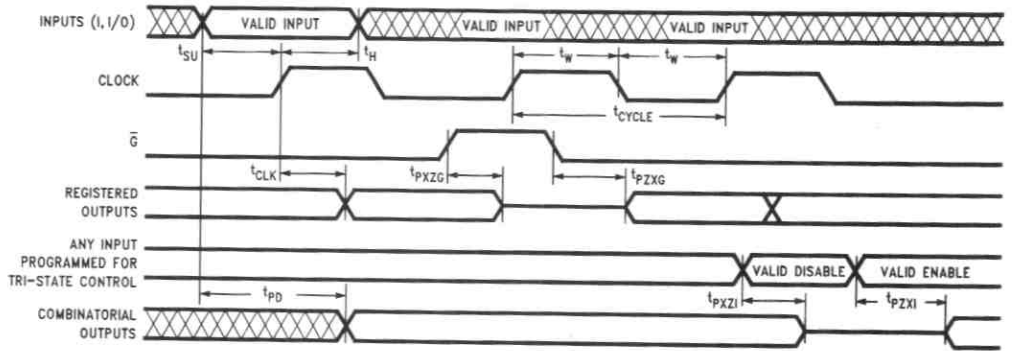 INPUTS (I, I/O)
VALID INPUT
VALID INPUT
VALID INPUT
tSU
tH
tW
tW
CLOCK
tCYCLE
G̅
tCLK
tPXZG
tPZXG
REGISTERED
OUTPUTS
ANY INPUT
PROGRAMMED FOR
TRI-STATE CONTROL
VALID DISABLE
VALID ENABLE
tPD
tPXZI
tPZXI
COMBINATORIAL
OUTPUTS